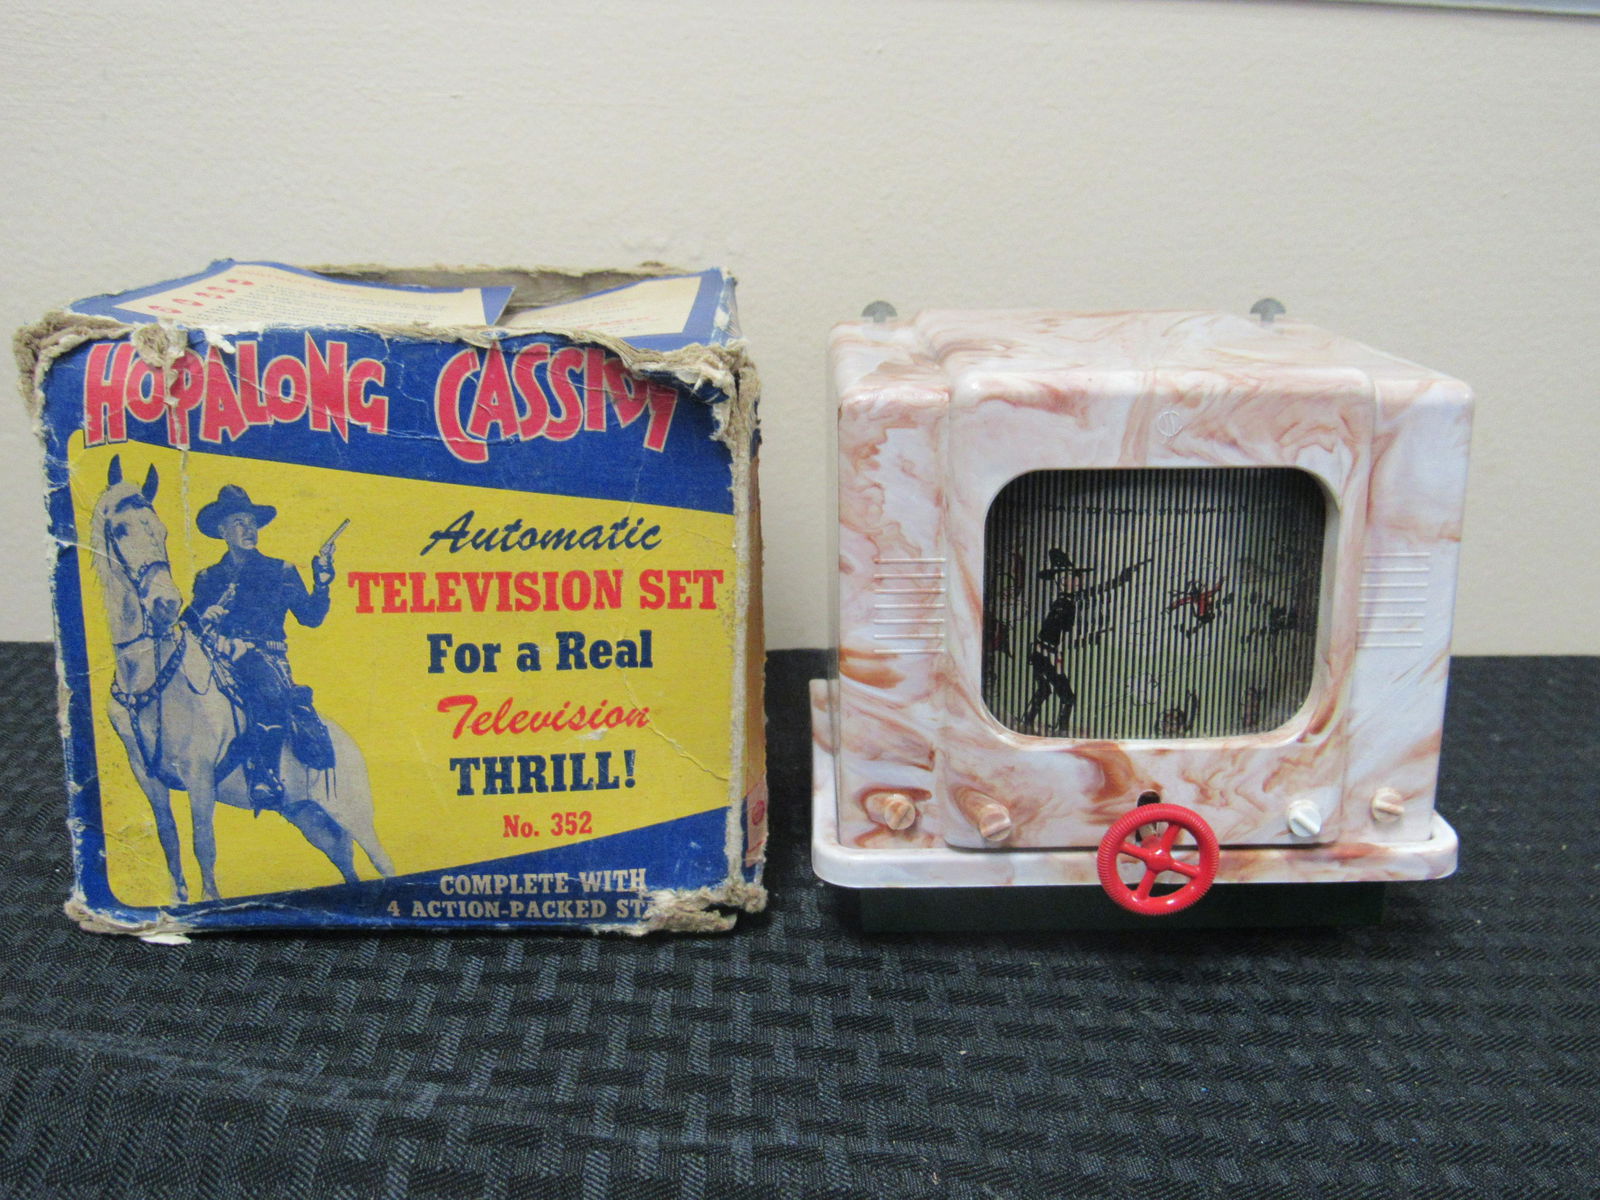 HOPALONG CASSIDY
Automatic
TELEVISION SET
For a Real
Television
THRILL!
No. 352
COMPLETE WITH
4 ACTION-PACKED